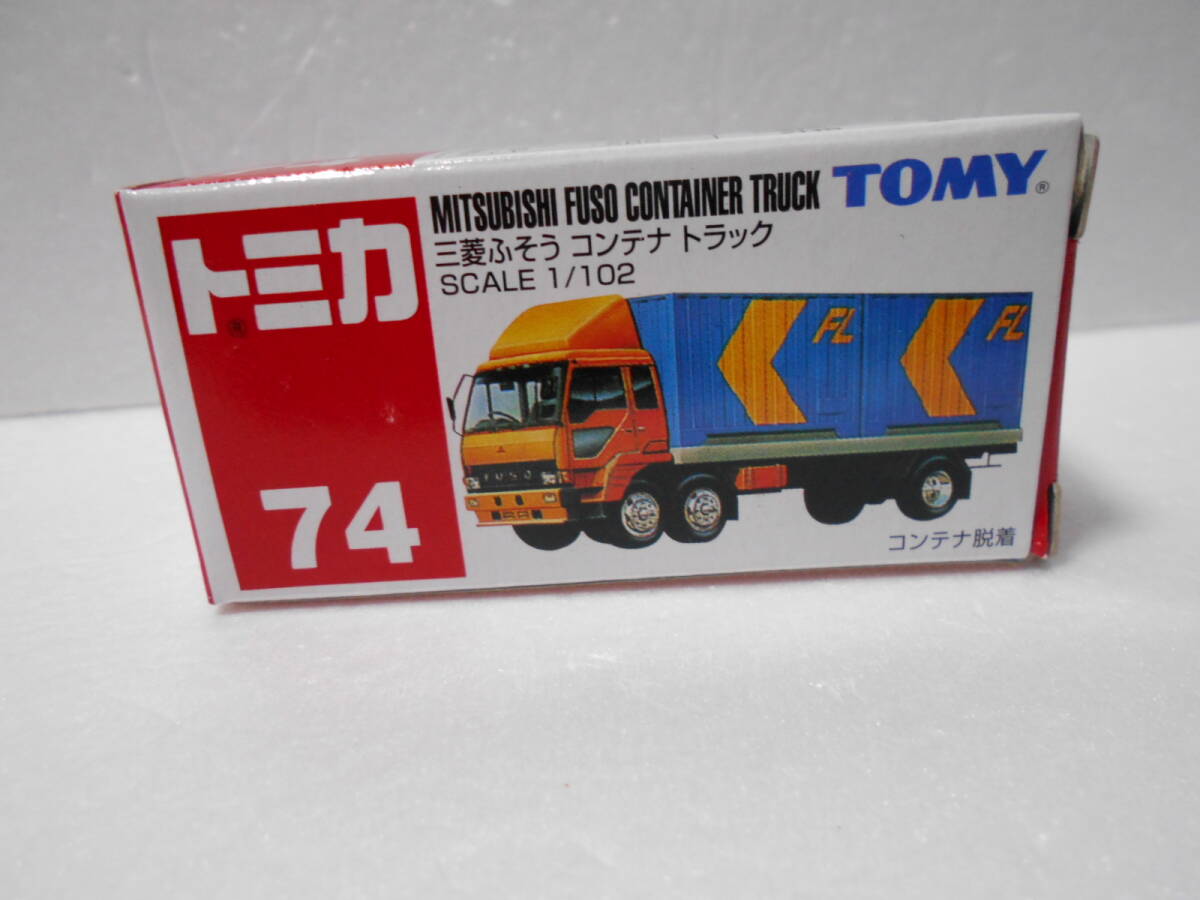 トミカ®
74
MITSUBISHI FUSO CONTAINER TRUCK
三菱ふそう コンテナ トラック
SCALE 1/102
TOMY®
FL FL
FUSO
コンテナ脱着